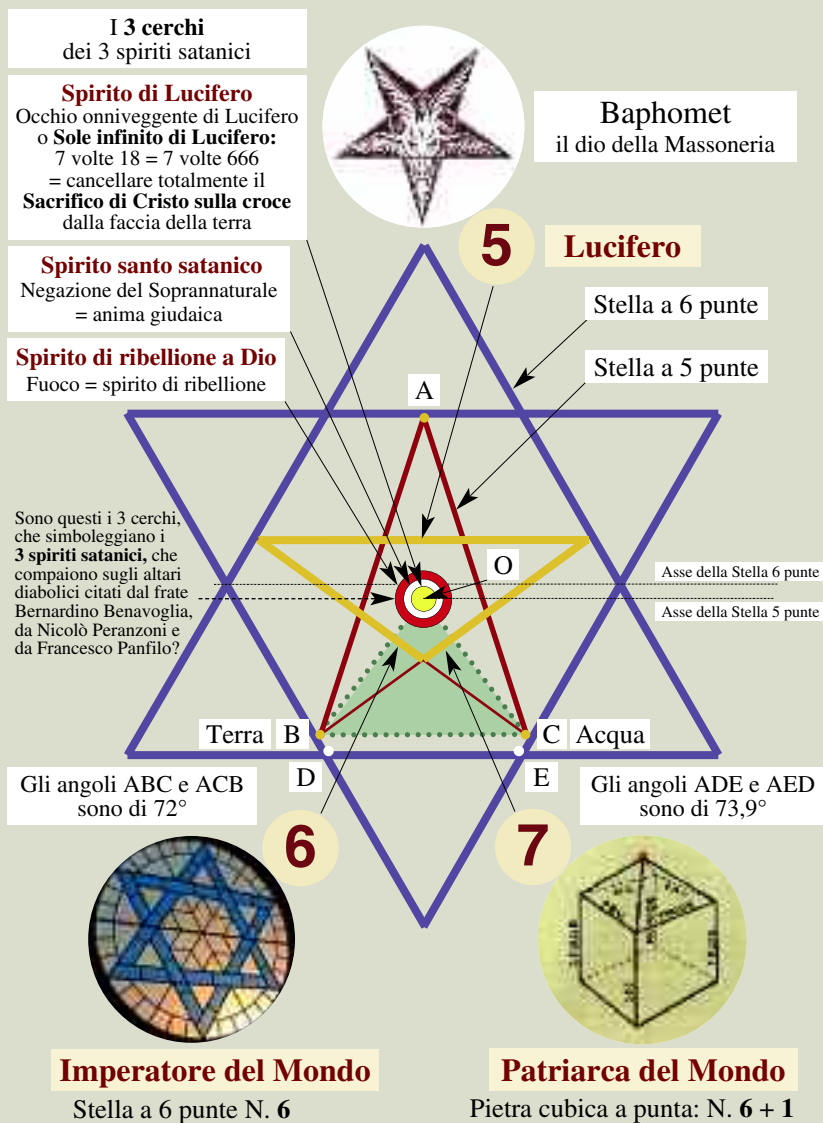 I 3 cerchi
dei 3 spiriti satanici
Spirito di Lucifero
Occhio onniveggente di Lucifero
o Sole infinito di Lucifero:
7 volte 18 = 7 volte 666
= cancellare totalmente il
Sacrifico di Cristo sulla croce
dalla faccia della terra
Spirito santo satanico
Negazione del Soprannaturale
= anima giudaica
Spirito di ribellione a Dio
Fuoco = spirito di ribellione
Baphomet
il dio della Massoneria
5 Lucifero
Stella a 6 punte
Stella a 5 punte
A
Sono questi i 3 cerchi,
che simboleggiano i
3 spiriti satanici, che
compaiono sugli altari
diabolici citati dal frate
Bernardino Benavoglia,
da Nicolò Peranzoni e
da Francesco Panfilo?
O
Asse della Stella 6 punte
Asse della Stella 5 punte
Terra B
C Acqua
D
E
Gli angoli ABC e ACB
sono di 72°
Gli angoli ADE e AED
sono di 73,9°
6
7
Imperatore del Mondo
Stella a 6 punte N. 6
Patriarca del Mondo
Pietra cubica a punta: N. 6 + 1